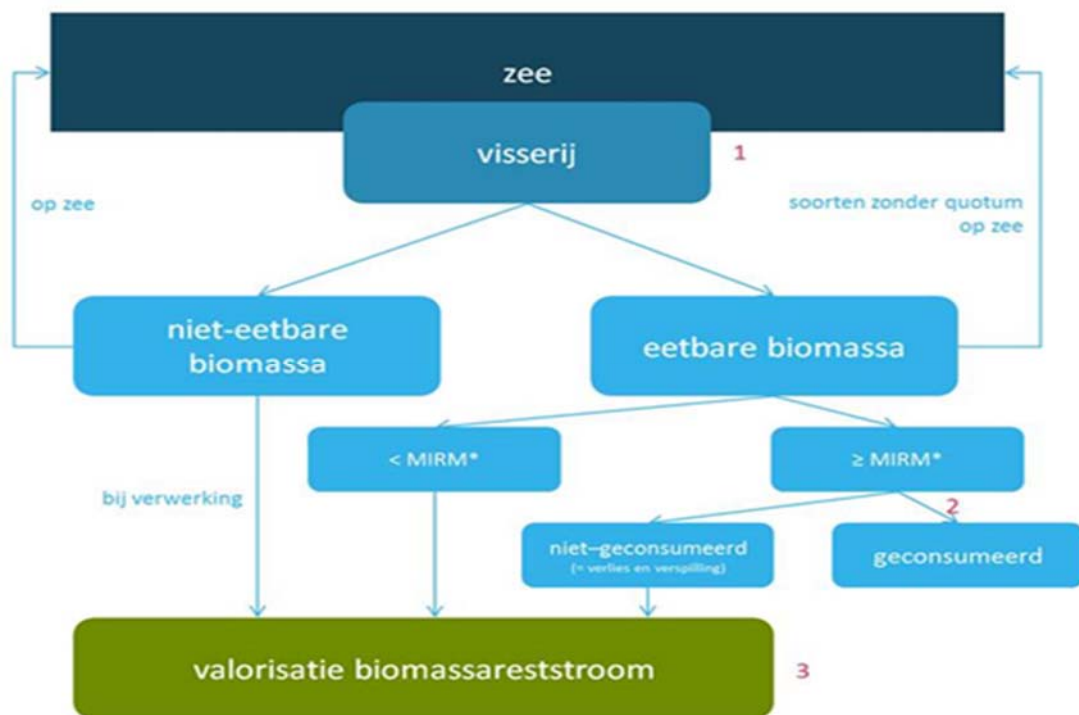 zee
visserij
1
op zee
soorten zonder quotum
op zee
niet-eetbare
biomassa
eetbare biomassa
< MIRM*
≥ MIRM*
bij verwerking
2
niet–geconsumeerd
(= verlies en verspilling)
geconsumeerd
valorisatie biomassareststroom
3